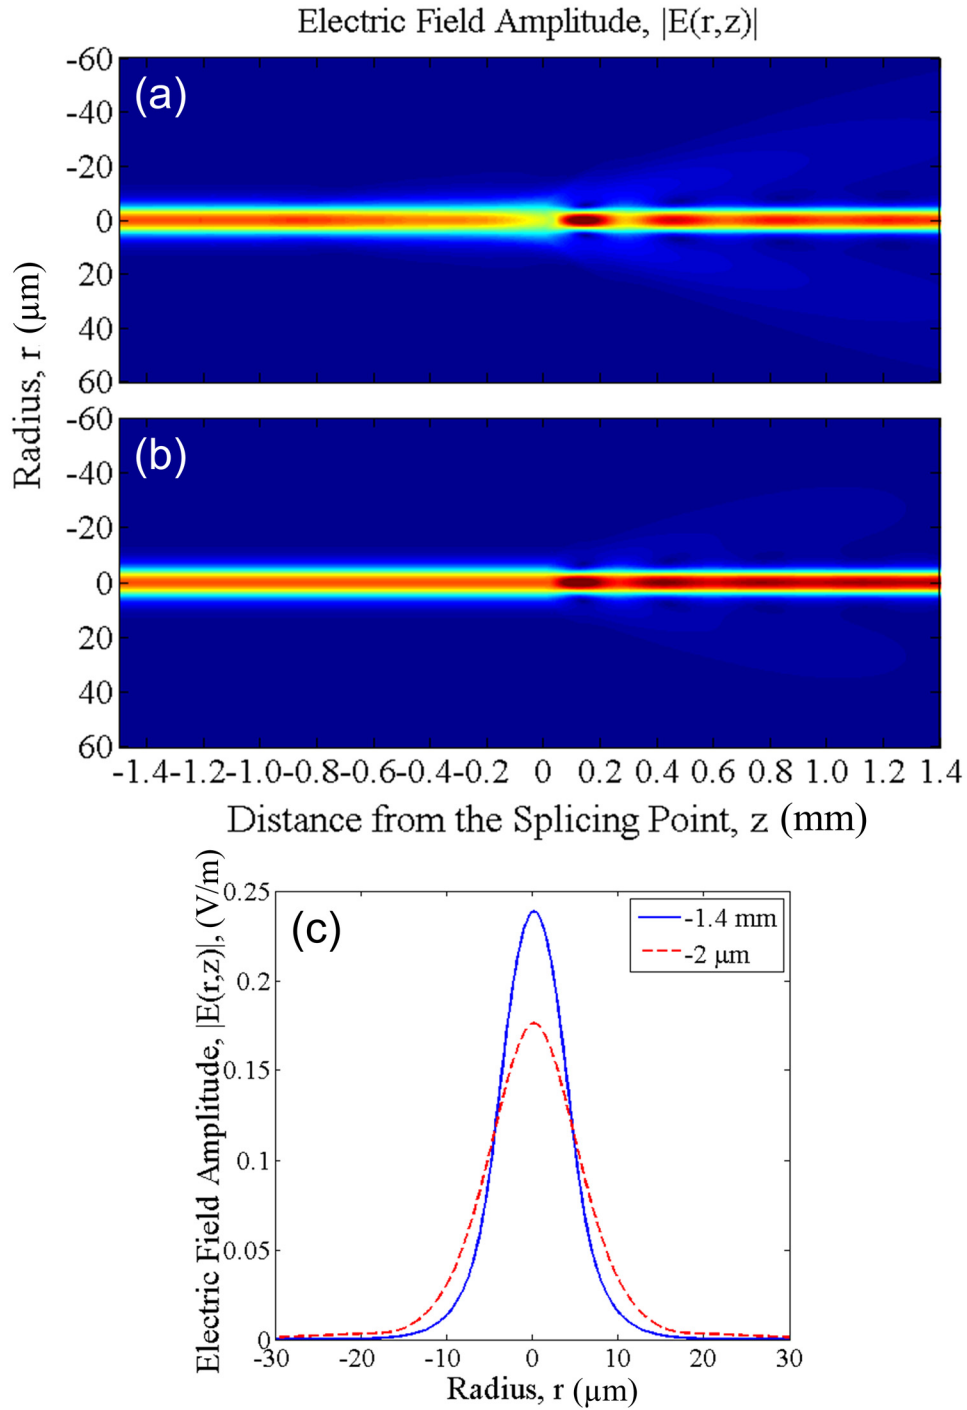 Electric Field Amplitude, |E(r,z)|
(a)
-60
-40
-20
0
20
40
60
Radius, r (μm)
(b)
-60
-40
-20
0
20
40
60
-1.4 -1.2 -1.0 -0.8 -0.6 -0.4 -0.2 0 0.2 0.4 0.6 0.8 1.0 1.2 1.4
Distance from the Splicing Point, z (mm)
(c)
Electric Field Amplitude, |E(r,z)|, (V/m)
0.25
0.2
0.15
0.1
0.05
0
-1.4 mm
-2 μm
-30 -20 -10 0 10 20 30
Radius, r (μm)